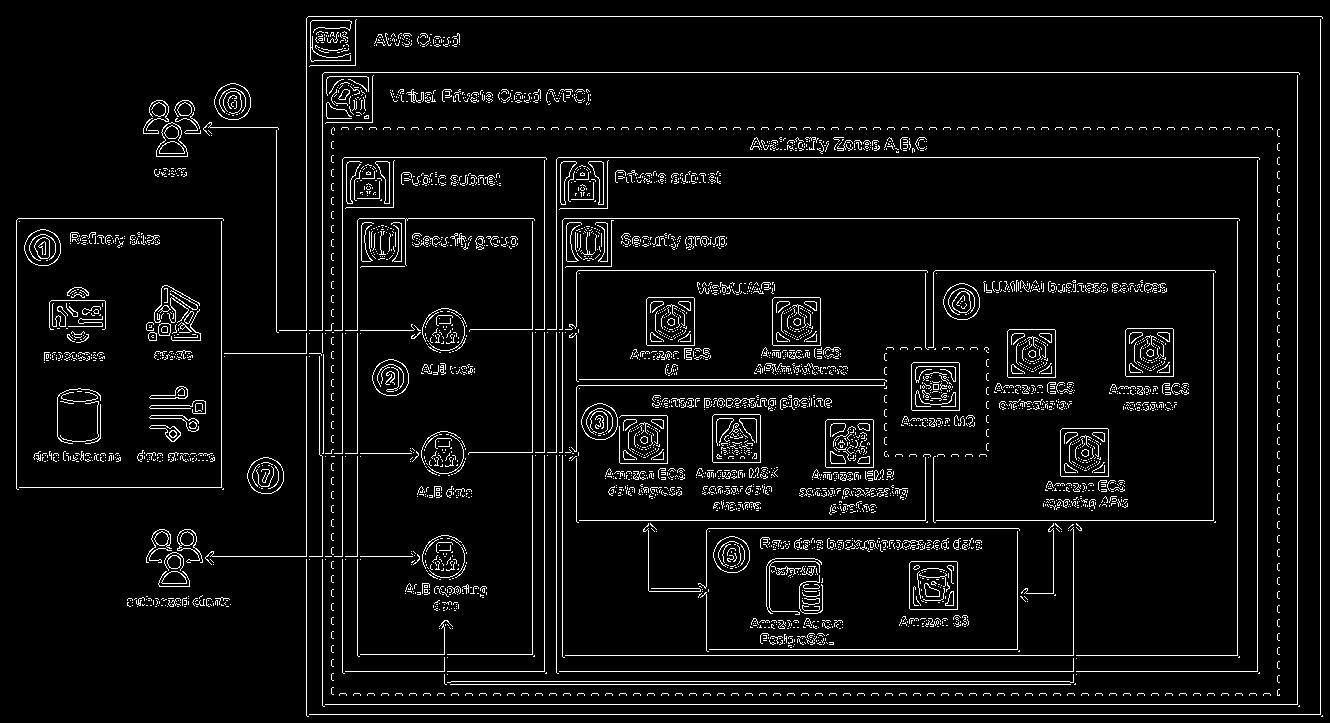 aws
AWS Cloud
Virtual Private Cloud (VPC)
Availability Zones A,B,C
6
users
Public subnet
Private subnet
Security group
Security group
1
Refinery sites
processes
assets
data historians
data streams
7
authorized clients
2
ALB web
ALB data
ALB reporting
data
Web/UI/API
Amazon ECS
UI
Amazon ECS
API/middleware
4
LUMINAI business services
Amazon ECS
orchestrator
Amazon ECS
reasoner
Amazon MQ
Amazon ECS
reporting APIs
3
Sensor processing pipeline
Amazon ECS
data ingress
Amazon MSK
sensor data
streams
Amazon EMR
sensor processing
pipeline
5
Raw data backup/processed data
PostgreSQL
Amazon Aurora
PostgreSQL
Amazon S3